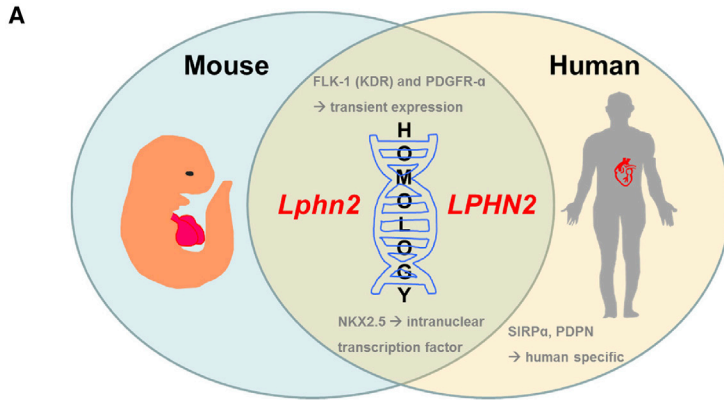 A
Mouse
Human
FLK-1 (KDR) and PDGFR-α
→ transient expression
HOMOLOGY
Lphn2
LPHN2
NKX2.5 → intranuclear
transcription factor
SIRPα, PDPN
→ human specific